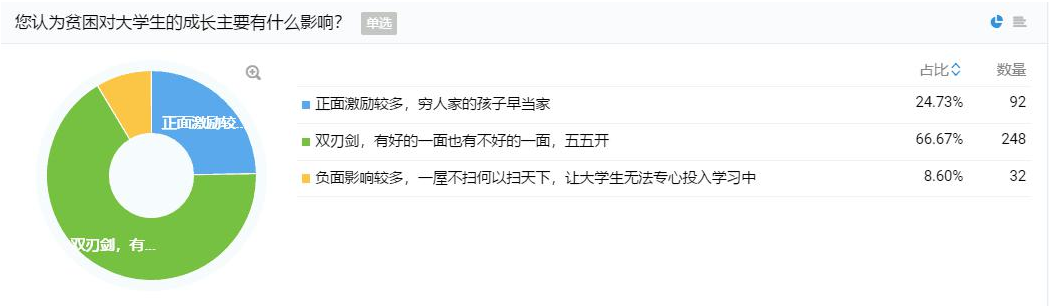 您认为贫困对大学生的成长主要有什么影响？ 单选
占比 数量
正面激励较多，穷人家的孩子早当家 24.73% 92
双刃剑，有好的一面也有不好的一面，五五开 66.67% 248
负面影响较多，一屋不扫何以扫天下，让大学生无法专心投入学习中 8.60% 32
正面激励较...
双刃剑，有...